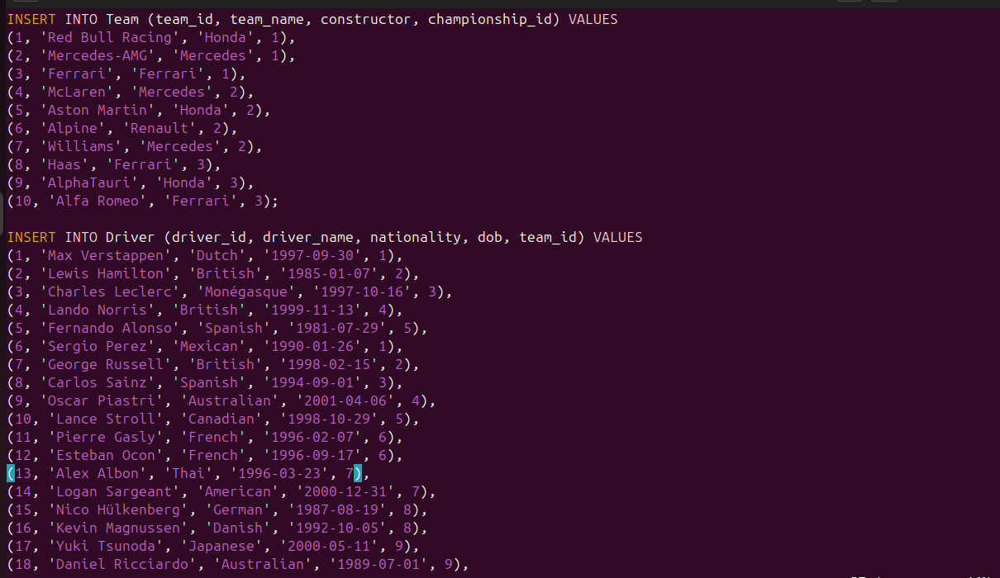 INSERT INTO Team (team_id, team_name, constructor, championship_id) VALUES
(1, 'Red Bull Racing', 'Honda', 1),
(2, 'Mercedes-AMG', 'Mercedes', 1),
(3, 'Ferrari', 'Ferrari', 1),
(4, 'McLaren', 'Mercedes', 2),
(5, 'Aston Martin', 'Honda', 2),
(6, 'Alpine', 'Renault', 2),
(7, 'Williams', 'Mercedes', 2),
(8, 'Haas', 'Ferrari', 3),
(9, 'AlphaTauri', 'Honda', 3),
(10, 'Alfa Romeo', 'Ferrari', 3);
INSERT INTO Driver (driver_id, driver_name, nationality, dob, team_id) VALUES
(1, 'Max Verstappen', 'Dutch', '1997-09-30', 1),
(2, 'Lewis Hamilton', 'British', '1985-01-07', 2),
(3, 'Charles Leclerc', 'Monégasque', '1997-10-16', 3),
(4, 'Lando Norris', 'British', '1999-11-13', 4),
(5, 'Fernando Alonso', 'Spanish', '1981-07-29', 5),
(6, 'Sergio Perez', 'Mexican', '1990-01-26', 1),
(7, 'George Russell', 'British', '1998-02-15', 2),
(8, 'Carlos Sainz', 'Spanish', '1994-09-01', 3),
(9, 'Oscar Piastri', 'Australian', '2001-04-06', 4),
(10, 'Lance Stroll', 'Canadian', '1998-10-29', 5),
(11, 'Pierre Gasly', 'French', '1996-02-07', 6),
(12, 'Esteban Ocon', 'French', '1996-09-17', 6),
(13, 'Alex Albon', 'Thai', '1996-03-23', 7),
(14, 'Logan Sargeant', 'American', '2000-12-31', 7),
(15, 'Nico Hülkenberg', 'German', '1987-08-19', 8),
(16, 'Kevin Magnussen', 'Danish', '1992-10-05', 8),
(17, 'Yuki Tsunoda', 'Japanese', '2000-05-11', 9),
(18, 'Daniel Ricciardo', 'Australian', '1989-07-01', 9),